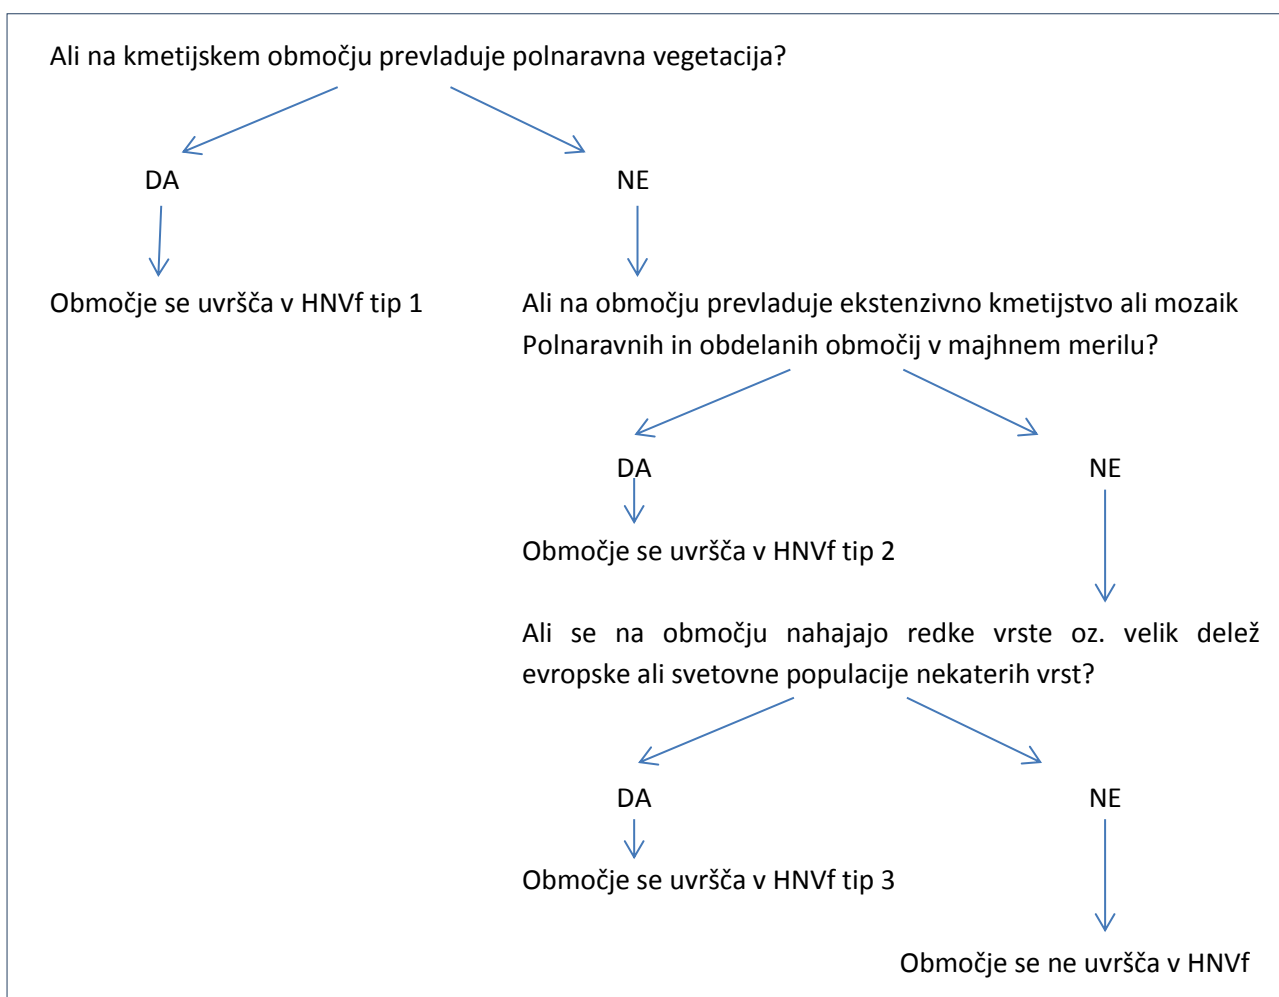 Ali na kmetijskem območju prevladuje polnaravna vegetacija?
DA
NE
Območje se uvršča v HNVf tip 1
Ali na območju prevladuje ekstenzivno kmetijstvo ali mozaik
Polnaravnih in obdelanih območij v majhnem merilu?
DA
NE
Območje se uvršča v HNVf tip 2
Ali se na območju nahajajo redke vrste oz. velik delež
evropske ali svetovne populacije nekaterih vrst?
DA
NE
Območje se uvršča v HNVf tip 3
Območje se ne uvršča v HNVf